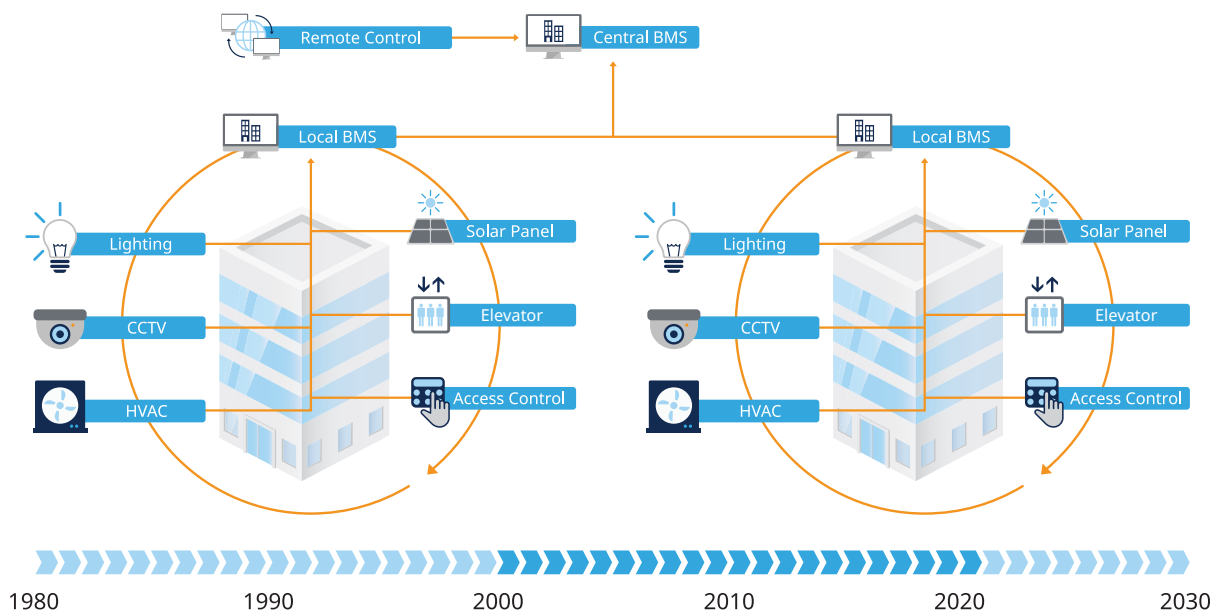 Remote Control
Central BMS
Local BMS
Local BMS
Lighting
Solar Panel
CCTV
Elevator
HVAC
Access Control
Lighting
Solar Panel
CCTV
Elevator
HVAC
Access Control
1980
1990
2000
2010
2020
2030